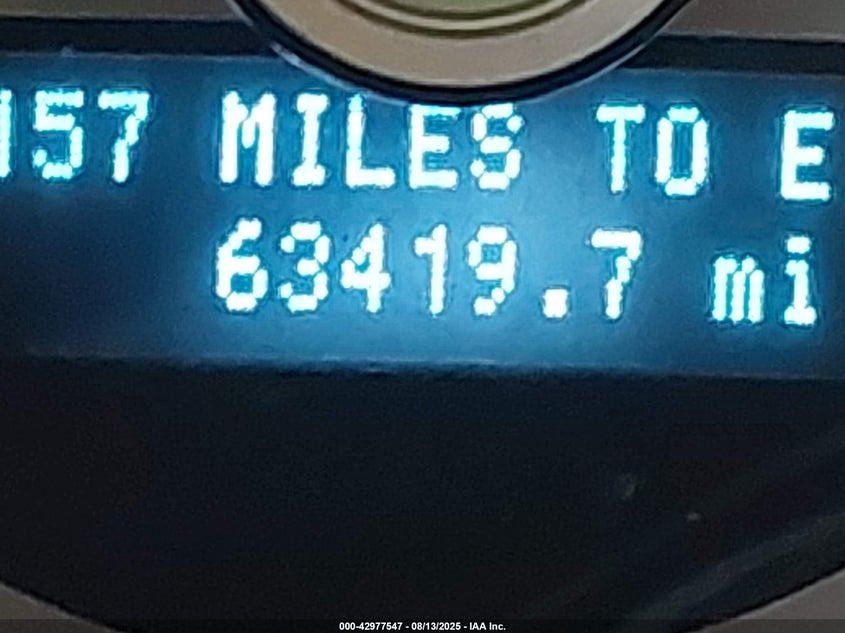 157 MILES TO E
63419.7 mi
000-42977547 - 08/13/2025 - IAA Inc.